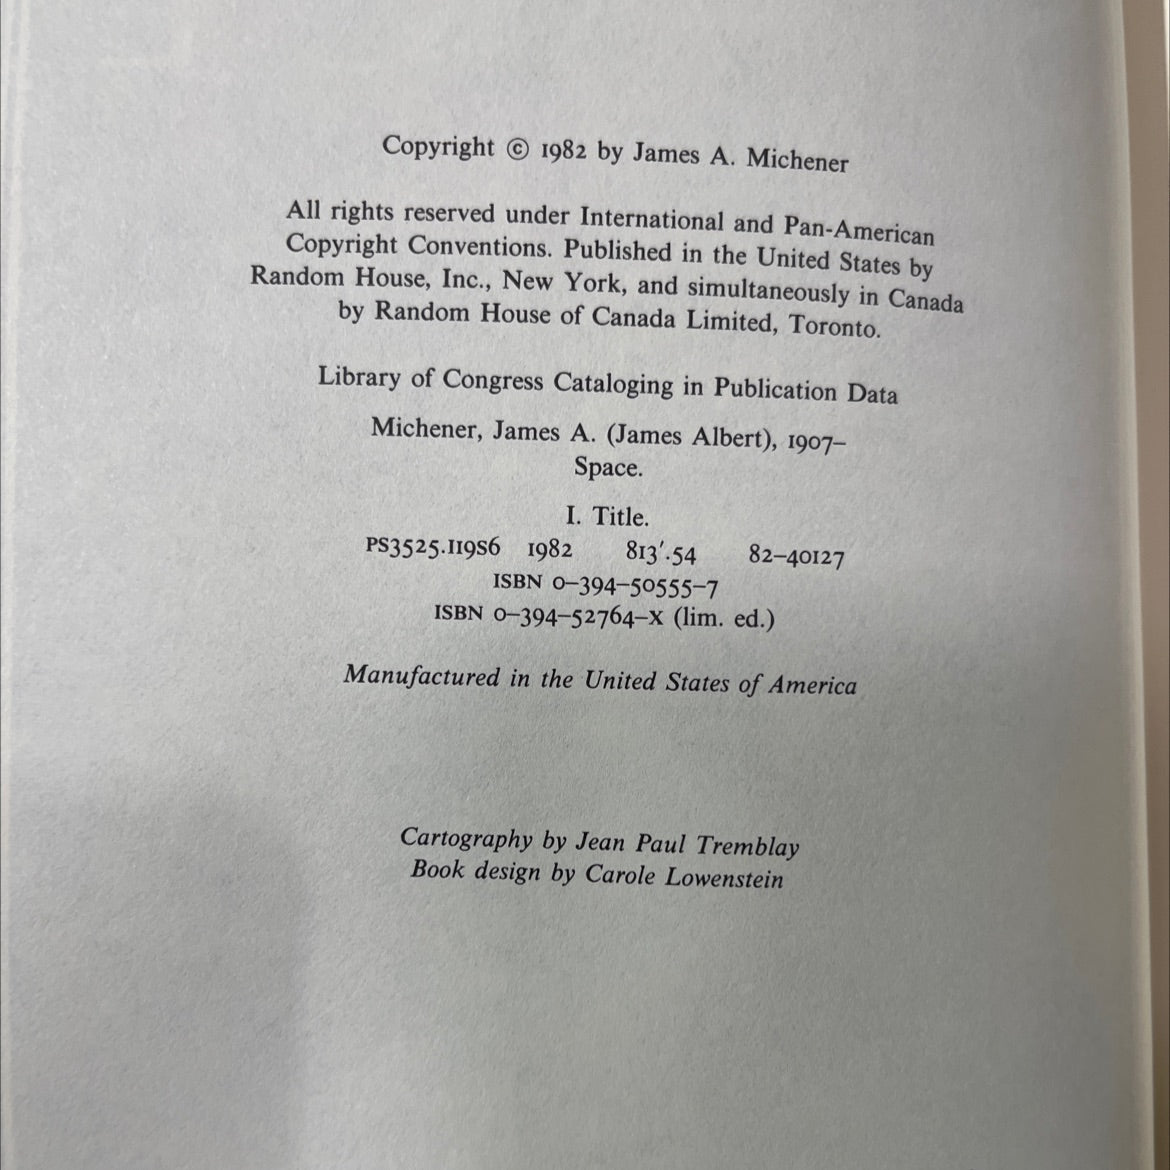 Copyright © 1982 by James A. Michener
All rights reserved under International and Pan-American
Copyright Conventions. Published in the United States by
Random House, Inc., New York, and simultaneously in Canada
by Random House of Canada Limited, Toronto.
Library of Congress Cataloging in Publication Data
Michener, James A. (James Albert), 1907–
Space.
I. Title.
PS3525.I19S6 1982 813′.54 82–40127
ISBN 0–394–50555–7
ISBN 0–394–52764–X (lim. ed.)
Manufactured in the United States of America
Cartography by Jean Paul Tremblay
Book design by Carole Lowenstein